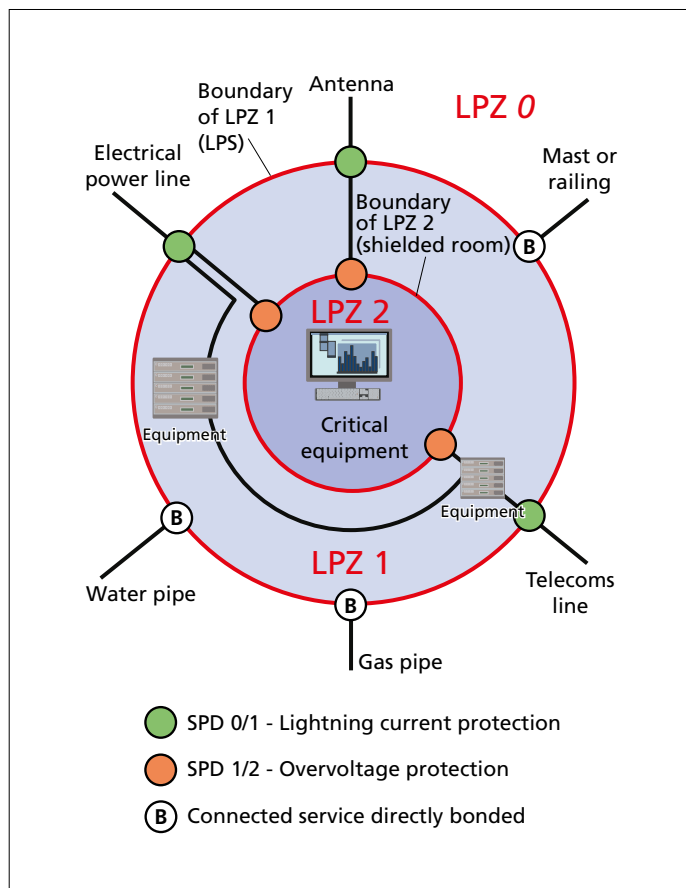 Antenna
LPZ 0
Boundary
of LPZ 1
(LPS)
Electrical
power line
Mast or
railing
Boundary
of LPZ 2
(shielded room)
B
LPZ 2
Critical
equipment
Equipment
Equipment
B
LPZ 1
Water pipe
B
Telecoms
line
Gas pipe
SPD 0/1 - Lightning current protection
SPD 1/2 - Overvoltage protection
B Connected service directly bonded